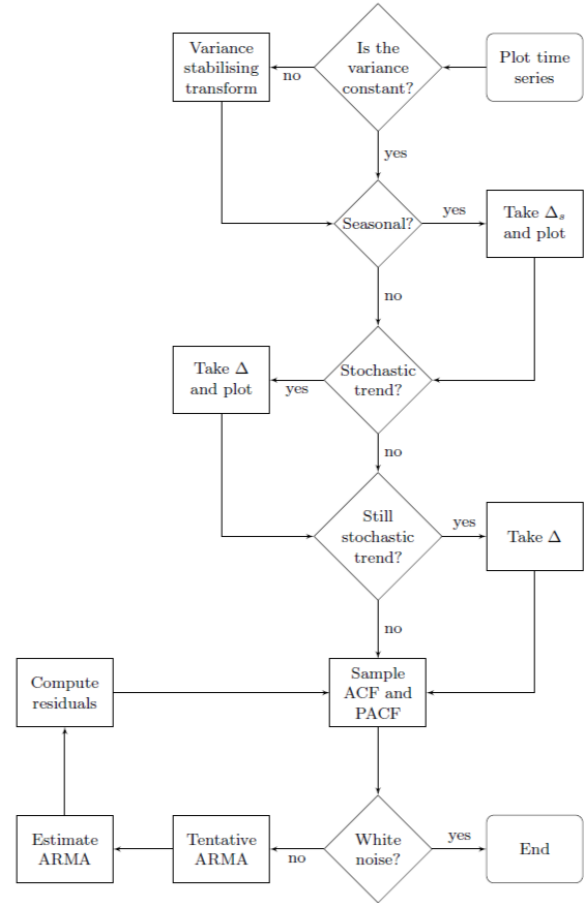 Variance
stabilising
transform
no
Is the
variance
constant?
Plot time
series
yes
Seasonal?
yes
Take Δₛ
and plot
no
Take Δ
and plot
yes
Stochastic
trend?
no
Still
stochastic
trend?
yes
Take Δ
no
Compute
residuals
Sample
ACF and
PACF
Estimate
ARMA
Tentative
ARMA
no
White
noise?
yes
End